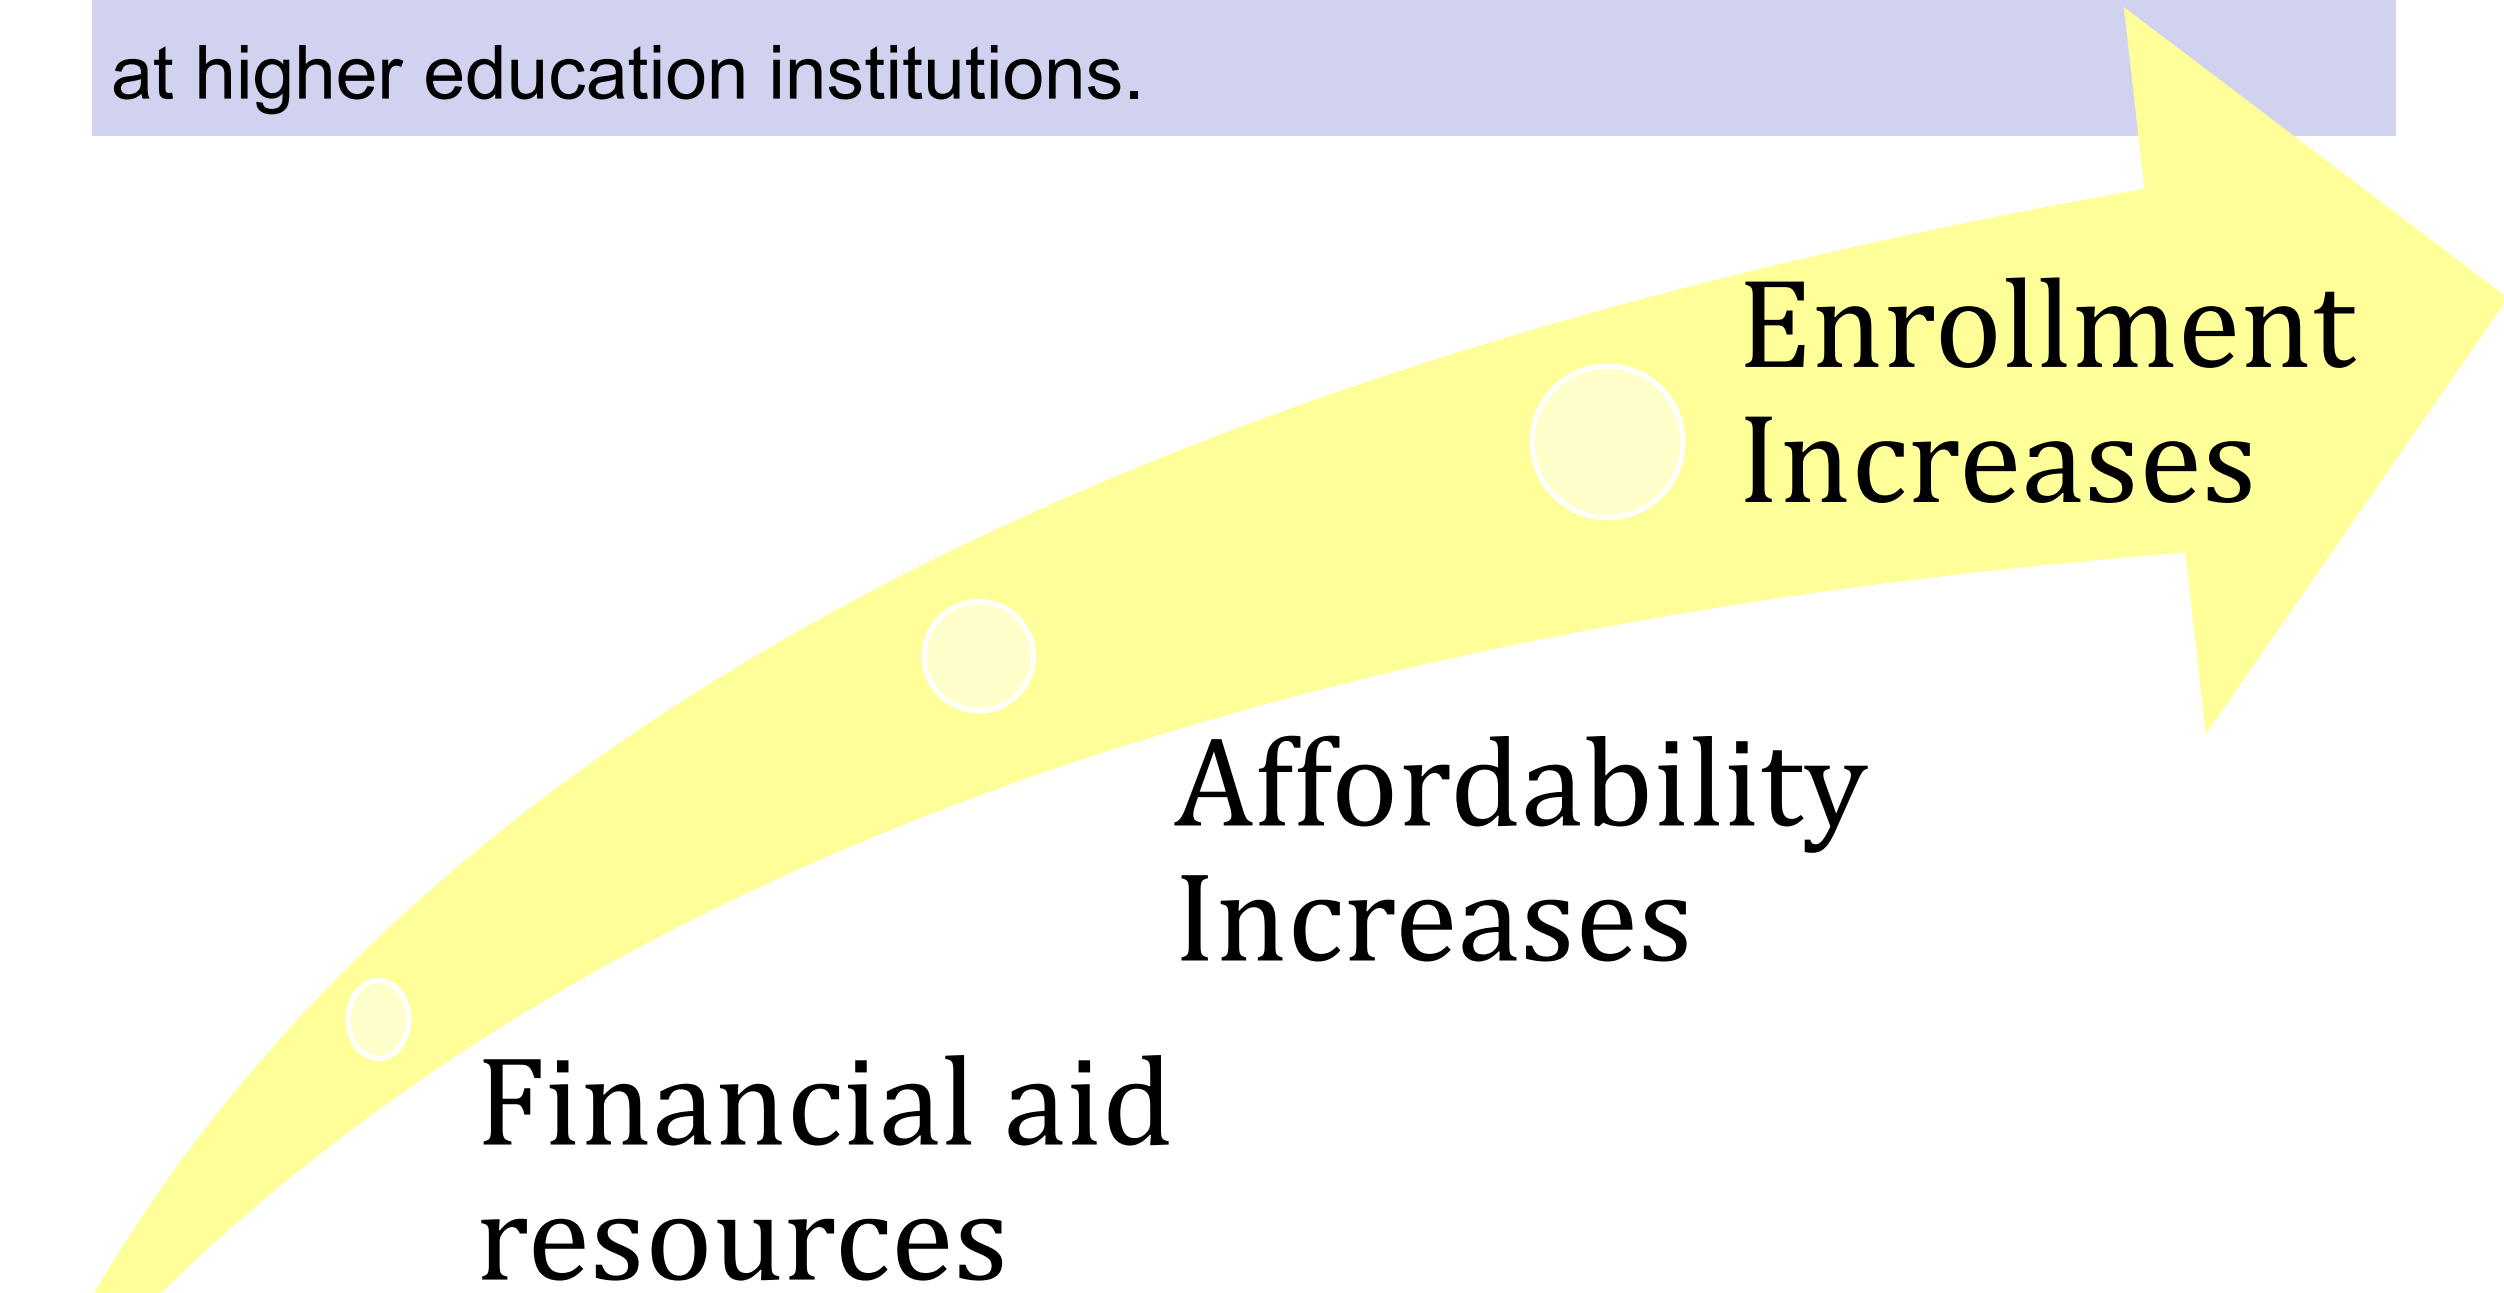 at higher education institutions.
Enrollment
Increases
Affordability
Increases
Financial aid
resources